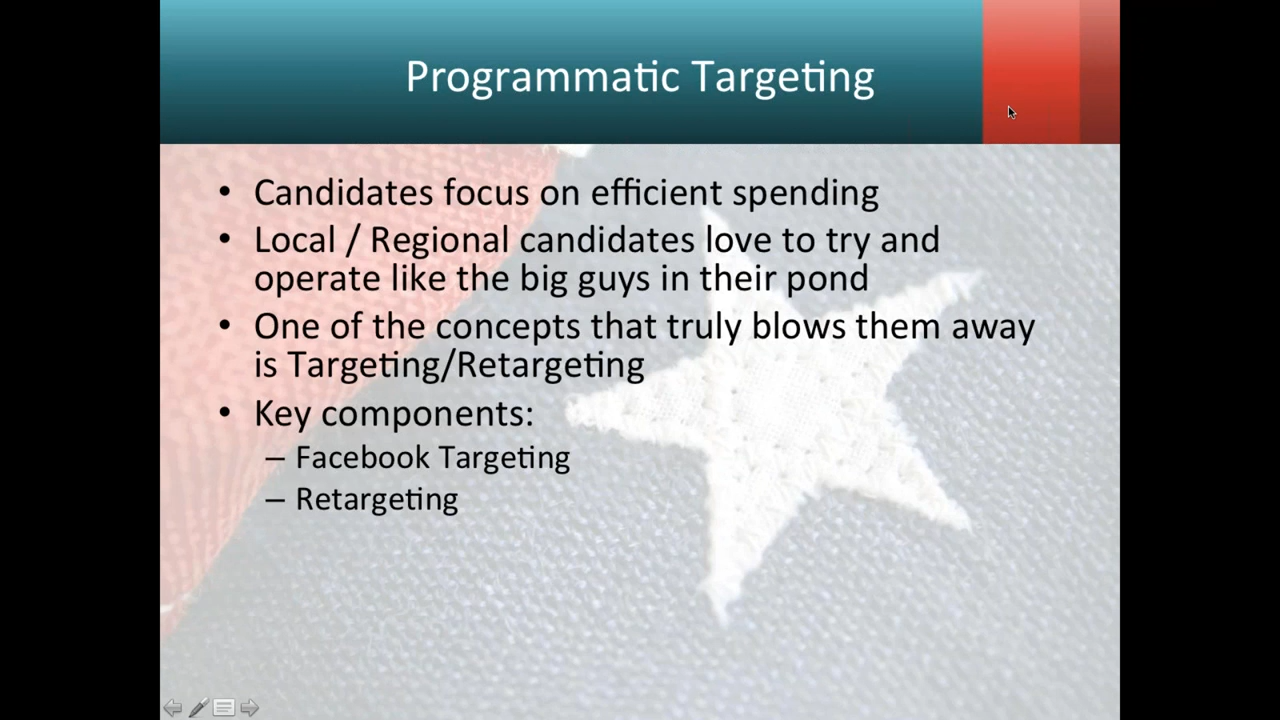 Programmatic Targeting
• Candidates focus on efficient spending
• Local / Regional candidates love to try and
operate like the big guys in their pond
• One of the concepts that truly blows them away
is Targeting/Retargeting
• Key components:
– Facebook Targeting
– Retargeting